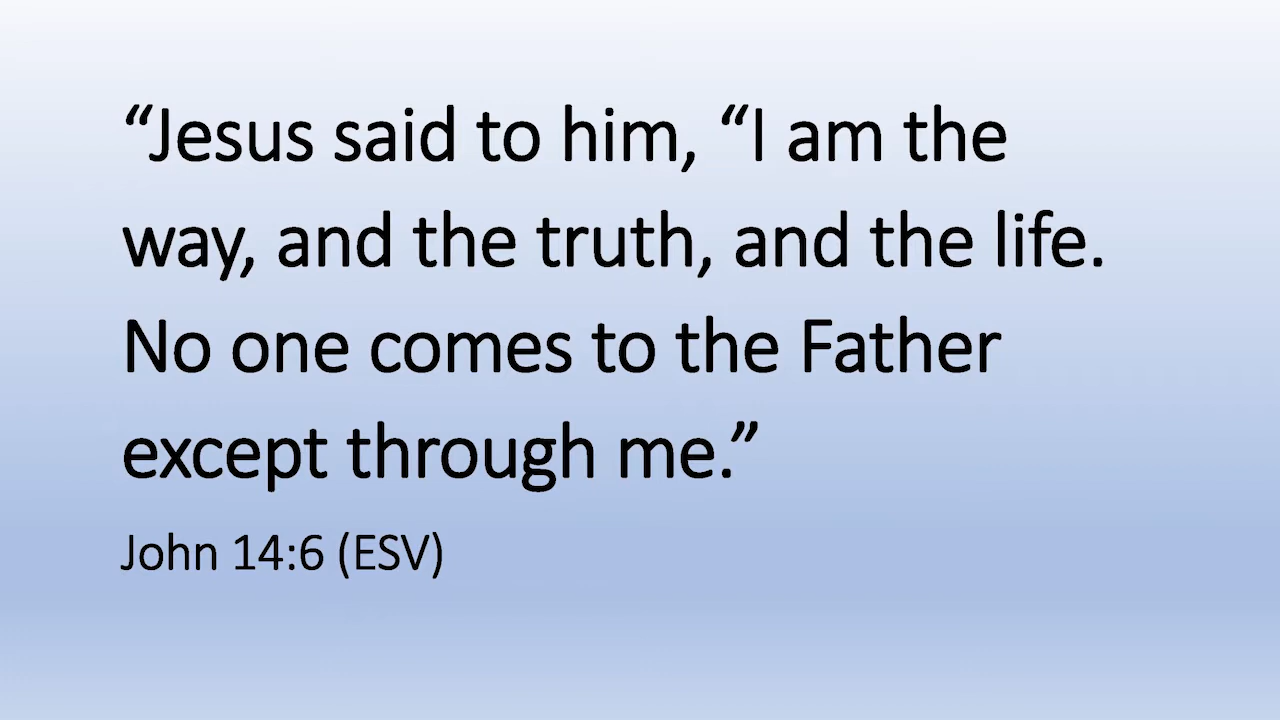 “Jesus said to him, “I am the
way, and the truth, and the life.
No one comes to the Father
except through me.”
John 14:6 (ESV)